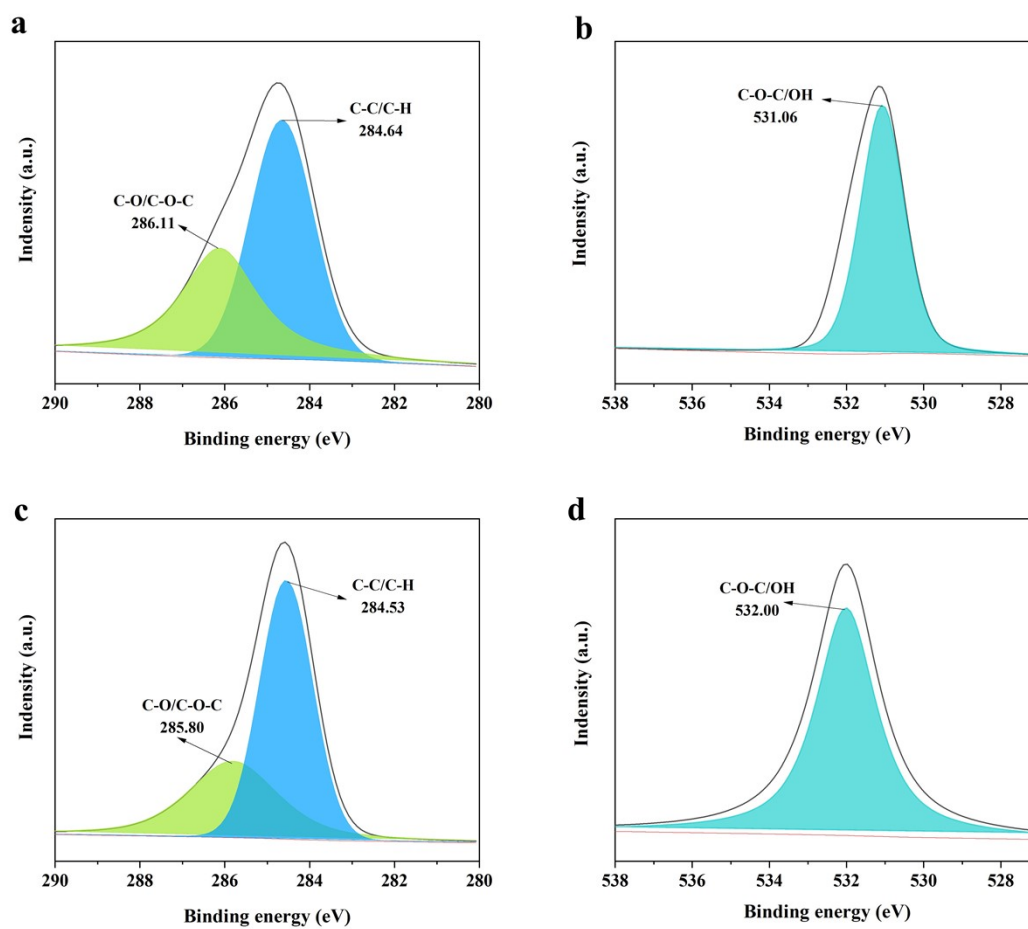 a
C-C/C-H
284.64
C-O/C-O-C
286.11
Indensity (a.u.)
290 288 286 284 282 280
Binding energy (eV)
b
C-O-C/OH
531.06
Indensity (a.u.)
538 536 534 532 530 528
Binding energy (eV)
c
C-C/C-H
284.53
C-O/C-O-C
285.80
Indensity (a.u.)
290 288 286 284 282 280
Binding energy (eV)
d
C-O-C/OH
532.00
Indensity (a.u.)
538 536 534 532 530 528
Binding energy (eV)